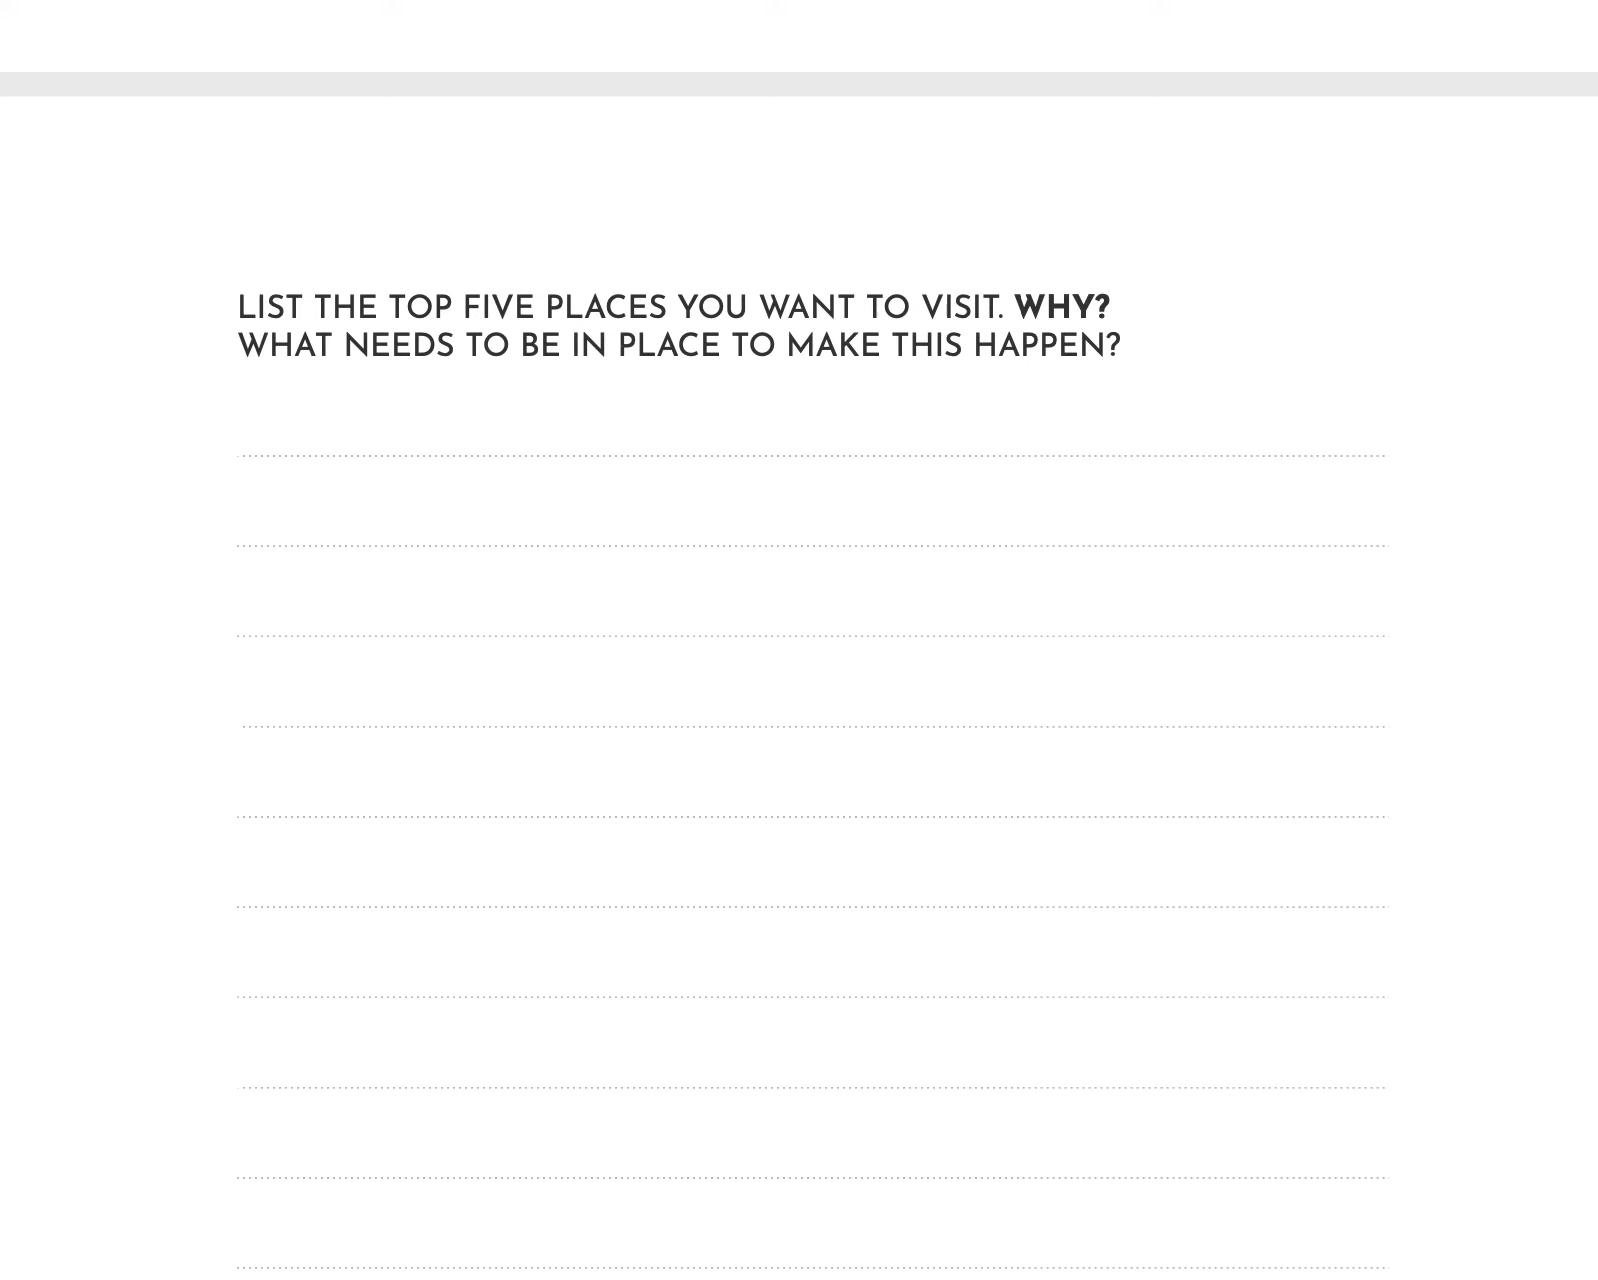 LIST THE TOP FIVE PLACES YOU WANT TO VISIT. WHY?
WHAT NEEDS TO BE IN PLACE TO MAKE THIS HAPPEN?